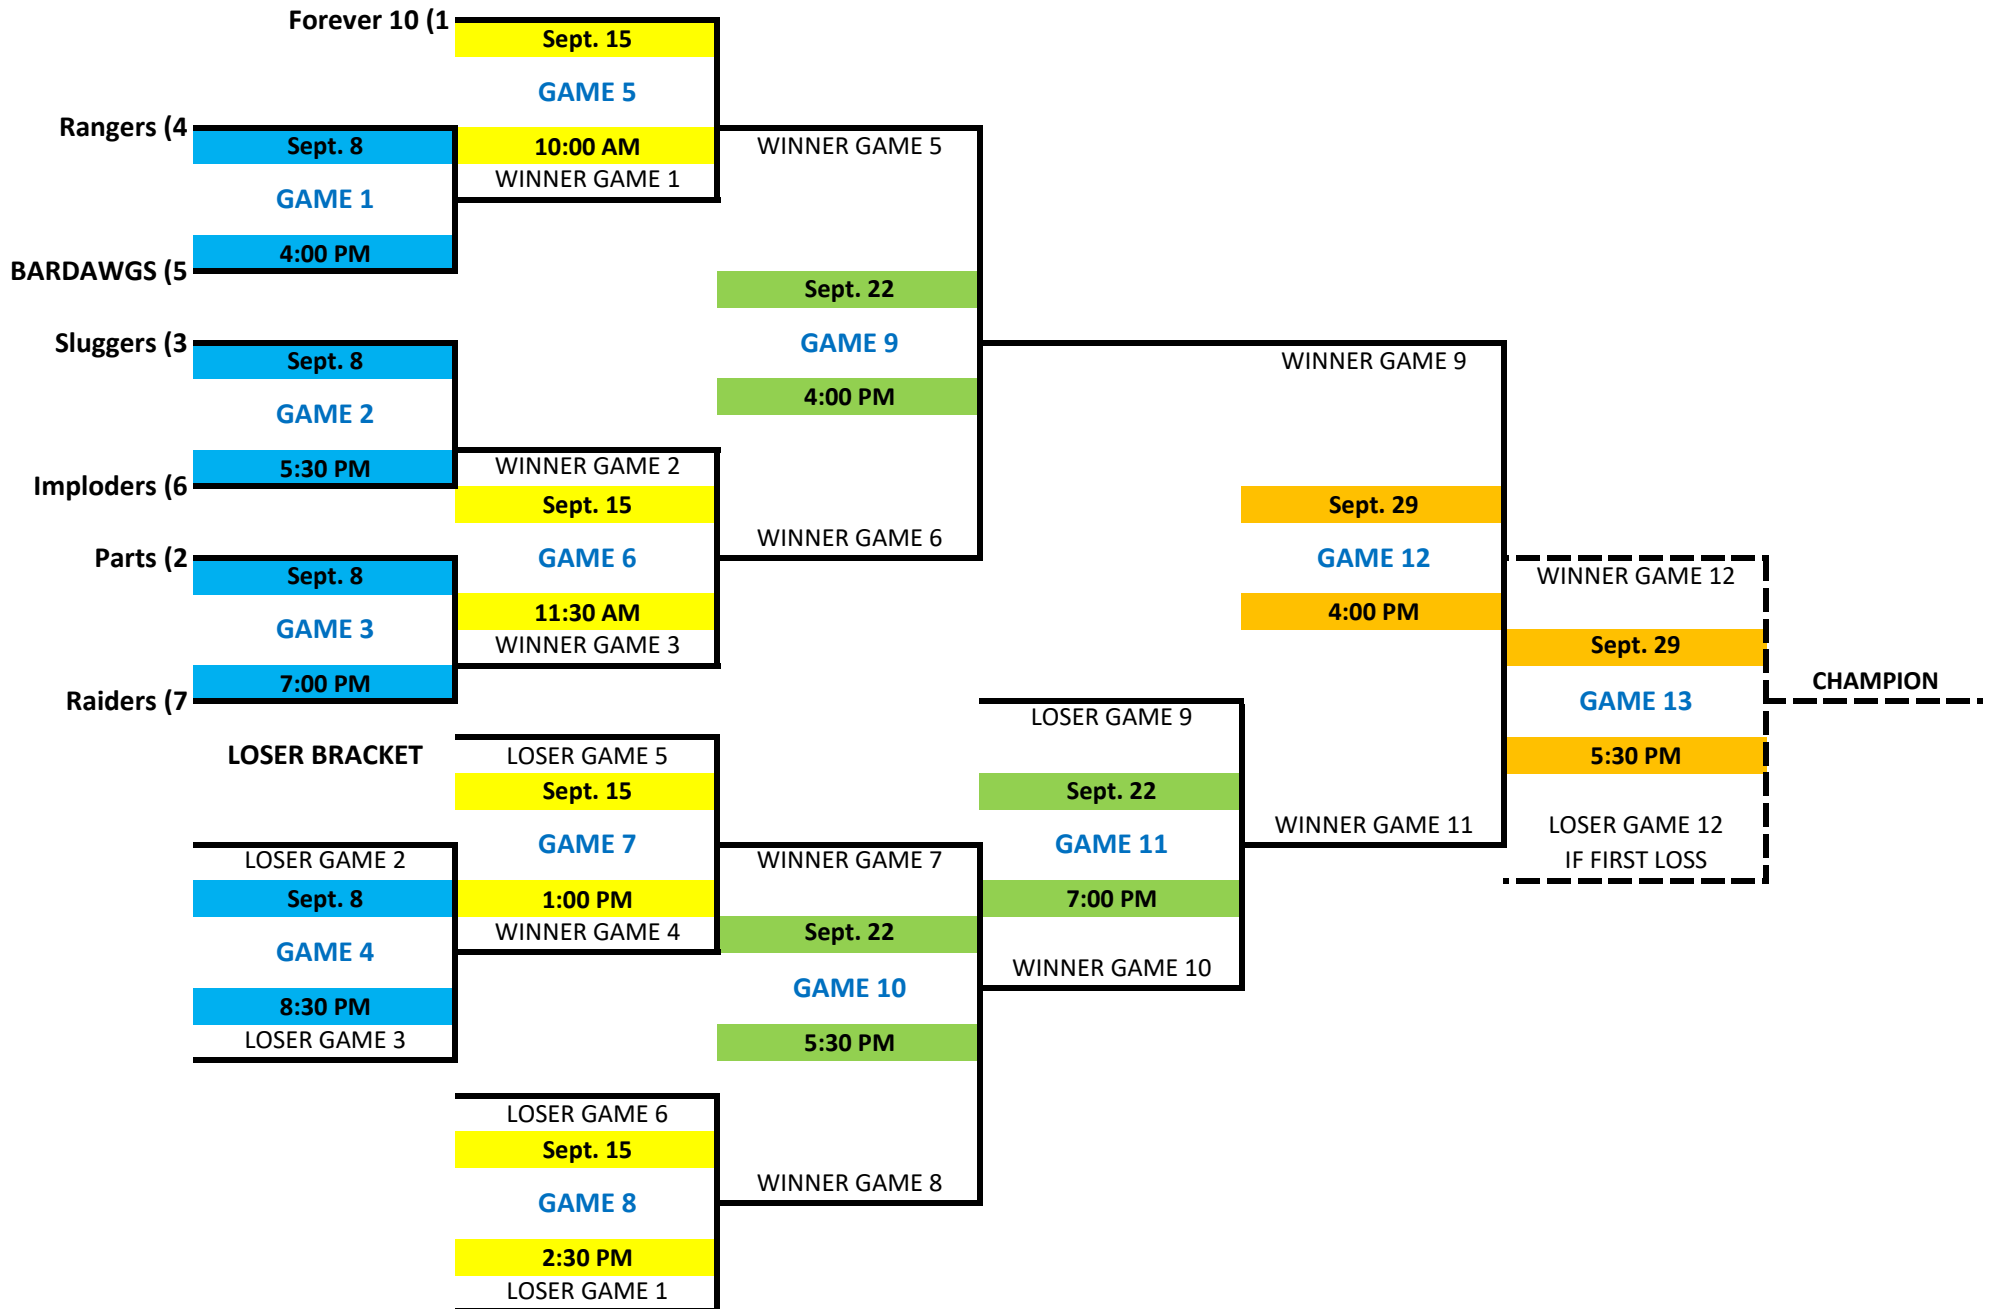 Forever 10 (1
Sept. 15
GAME 5
10:00 AM
WINNER GAME 1
Rangers (4
Sept. 8
GAME 1
4:00 PM
BARDAWGS (5
WINNER GAME 5
Sept. 22
GAME 9
4:00 PM
WINNER GAME 6
Sluggers (3
Sept. 8
GAME 2
5:30 PM
Imploders (6
WINNER GAME 2
Sept. 15
GAME 6
11:30 AM
WINNER GAME 3
Parts (2
Sept. 8
GAME 3
7:00 PM
Raiders (7
WINNER GAME 9
Sept. 29
GAME 12
4:00 PM
WINNER GAME 11
WINNER GAME 12
Sept. 29
GAME 13
5:30 PM
LOSER GAME 12
IF FIRST LOSS
CHAMPION
LOSER BRACKET
LOSER GAME 5
Sept. 15
GAME 7
1:00 PM
WINNER GAME 4
LOSER GAME 2
Sept. 8
GAME 4
8:30 PM
LOSER GAME 3
WINNER GAME 7
Sept. 22
GAME 10
5:30 PM
WINNER GAME 8
LOSER GAME 9
Sept. 22
GAME 11
7:00 PM
WINNER GAME 10
LOSER GAME 6
Sept. 15
GAME 8
2:30 PM
LOSER GAME 1